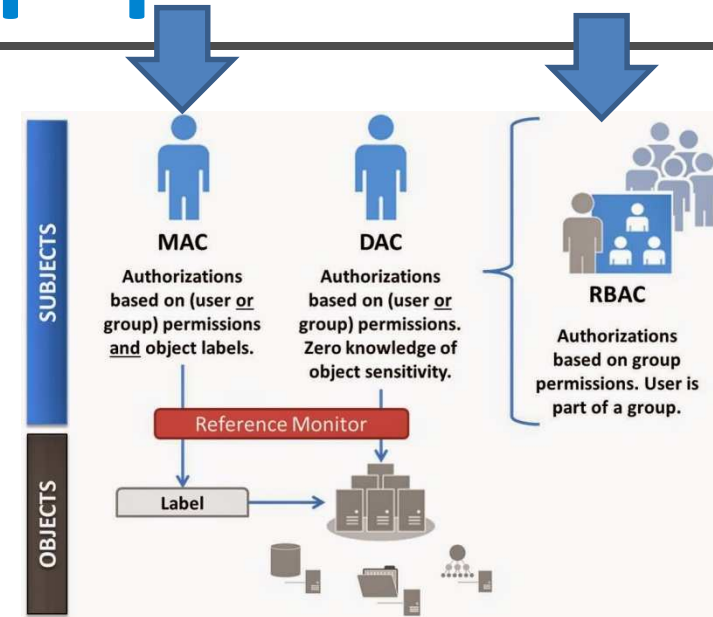 SUBJECTS
MAC
Authorizations
based on (user or
group) permissions
and object labels.
DAC
Authorizations
based on (user or
group) permissions.
Zero knowledge of
object sensitivity.
RBAC
Authorizations
based on group
permissions. User is
part of a group.
Reference Monitor
OBJECTS
Label